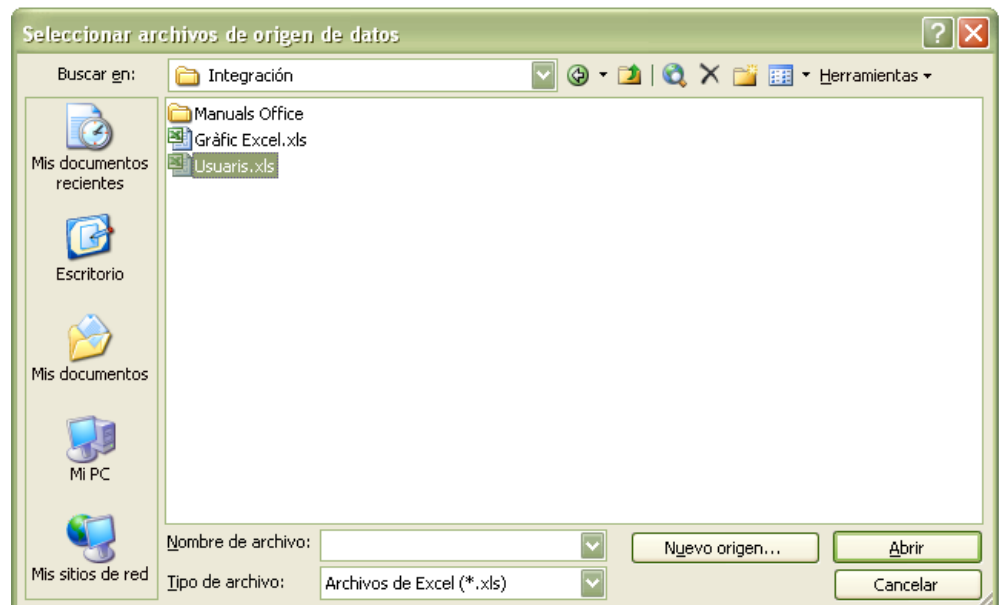 Seleccionar archivos de origen de datos
Buscar en:
Integración
Herramientas
Manuals Office
Gràfic Excel.xls
Usuaris.xls
Mis documentos
recientes
Escritorio
Mis documentos
Mi PC
Mis sitios de red
Nombre de archivo:
Nuevo origen...
Abrir
Tipo de archivo:
Archivos de Excel (*.xls)
Cancelar